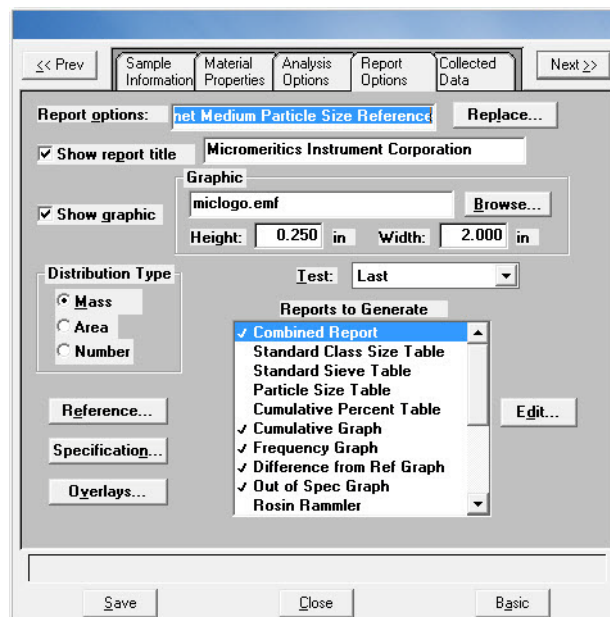 << Prev
Sample Information
Material Properties
Analysis Options
Report Options
Collected Data
Next >>
Report options: net Medium Particle Size Reference Replace...
Show report title Micromeritics Instrument Corporation
Graphic
Show graphic miclogo.emf Browse...
Height: 0.250 in Width: 2.000 in
Distribution Type
Mass
Area
Number
Test: Last
Reports to Generate
Combined Report
Standard Class Size Table
Standard Sieve Table
Particle Size Table
Cumulative Percent Table
Cumulative Graph
Frequency Graph
Difference from Ref Graph
Out of Spec Graph
Rosin Rammler
Edit...
Reference...
Specification...
Overlays...
Save Close Basic